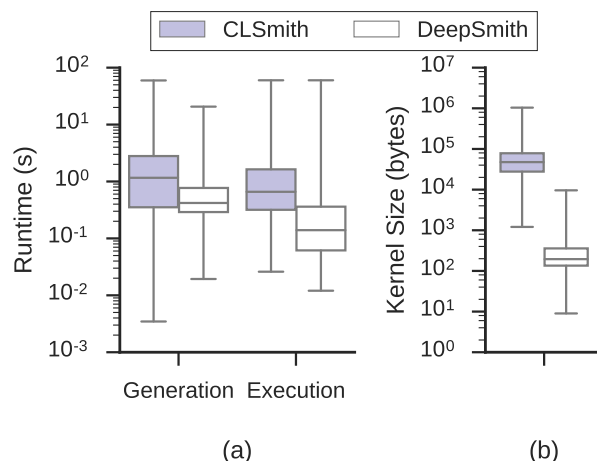 CLSmith DeepSmith
Runtime (s)
10²
10¹
10⁰
10⁻¹
10⁻²
10⁻³
Generation Execution
(a)
Kernel Size (bytes)
10⁷
10⁶
10⁵
10⁴
10³
10²
10¹
10⁰
(b)